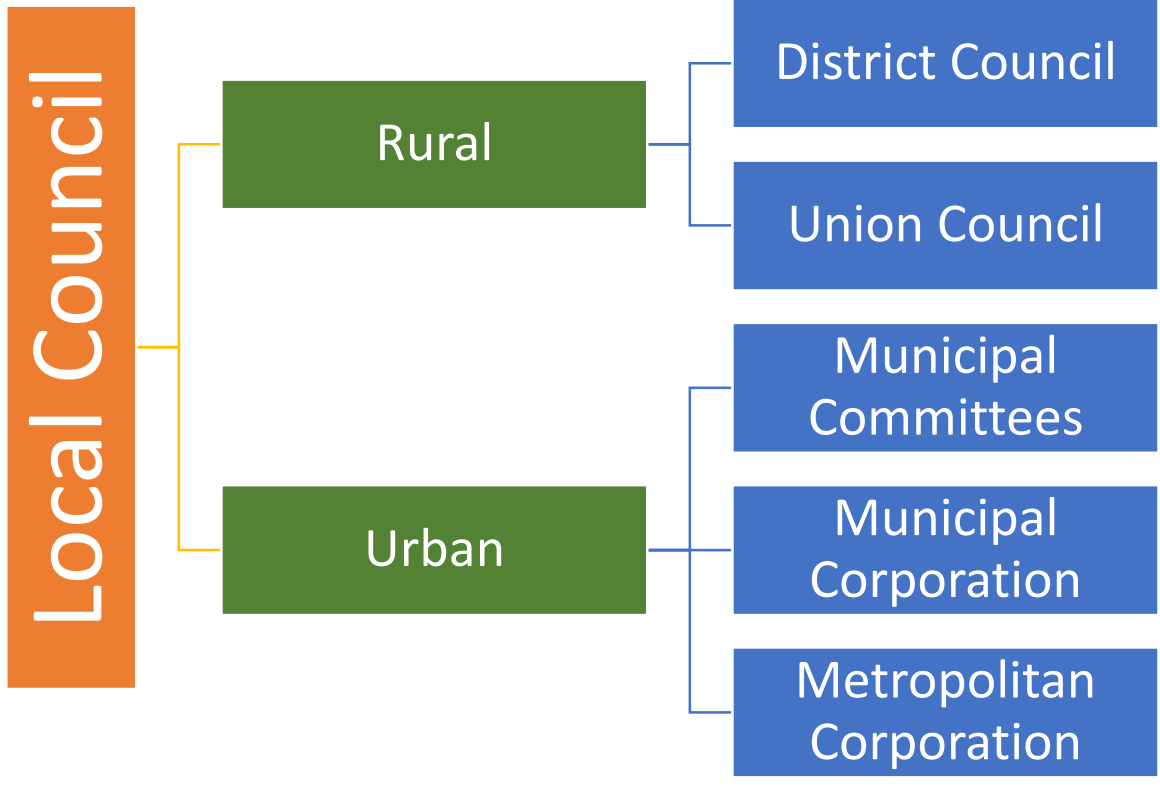 Local Council
Rural
Urban
District Council
Union Council
Municipal
Committees
Municipal
Corporation
Metropolitan
Corporation